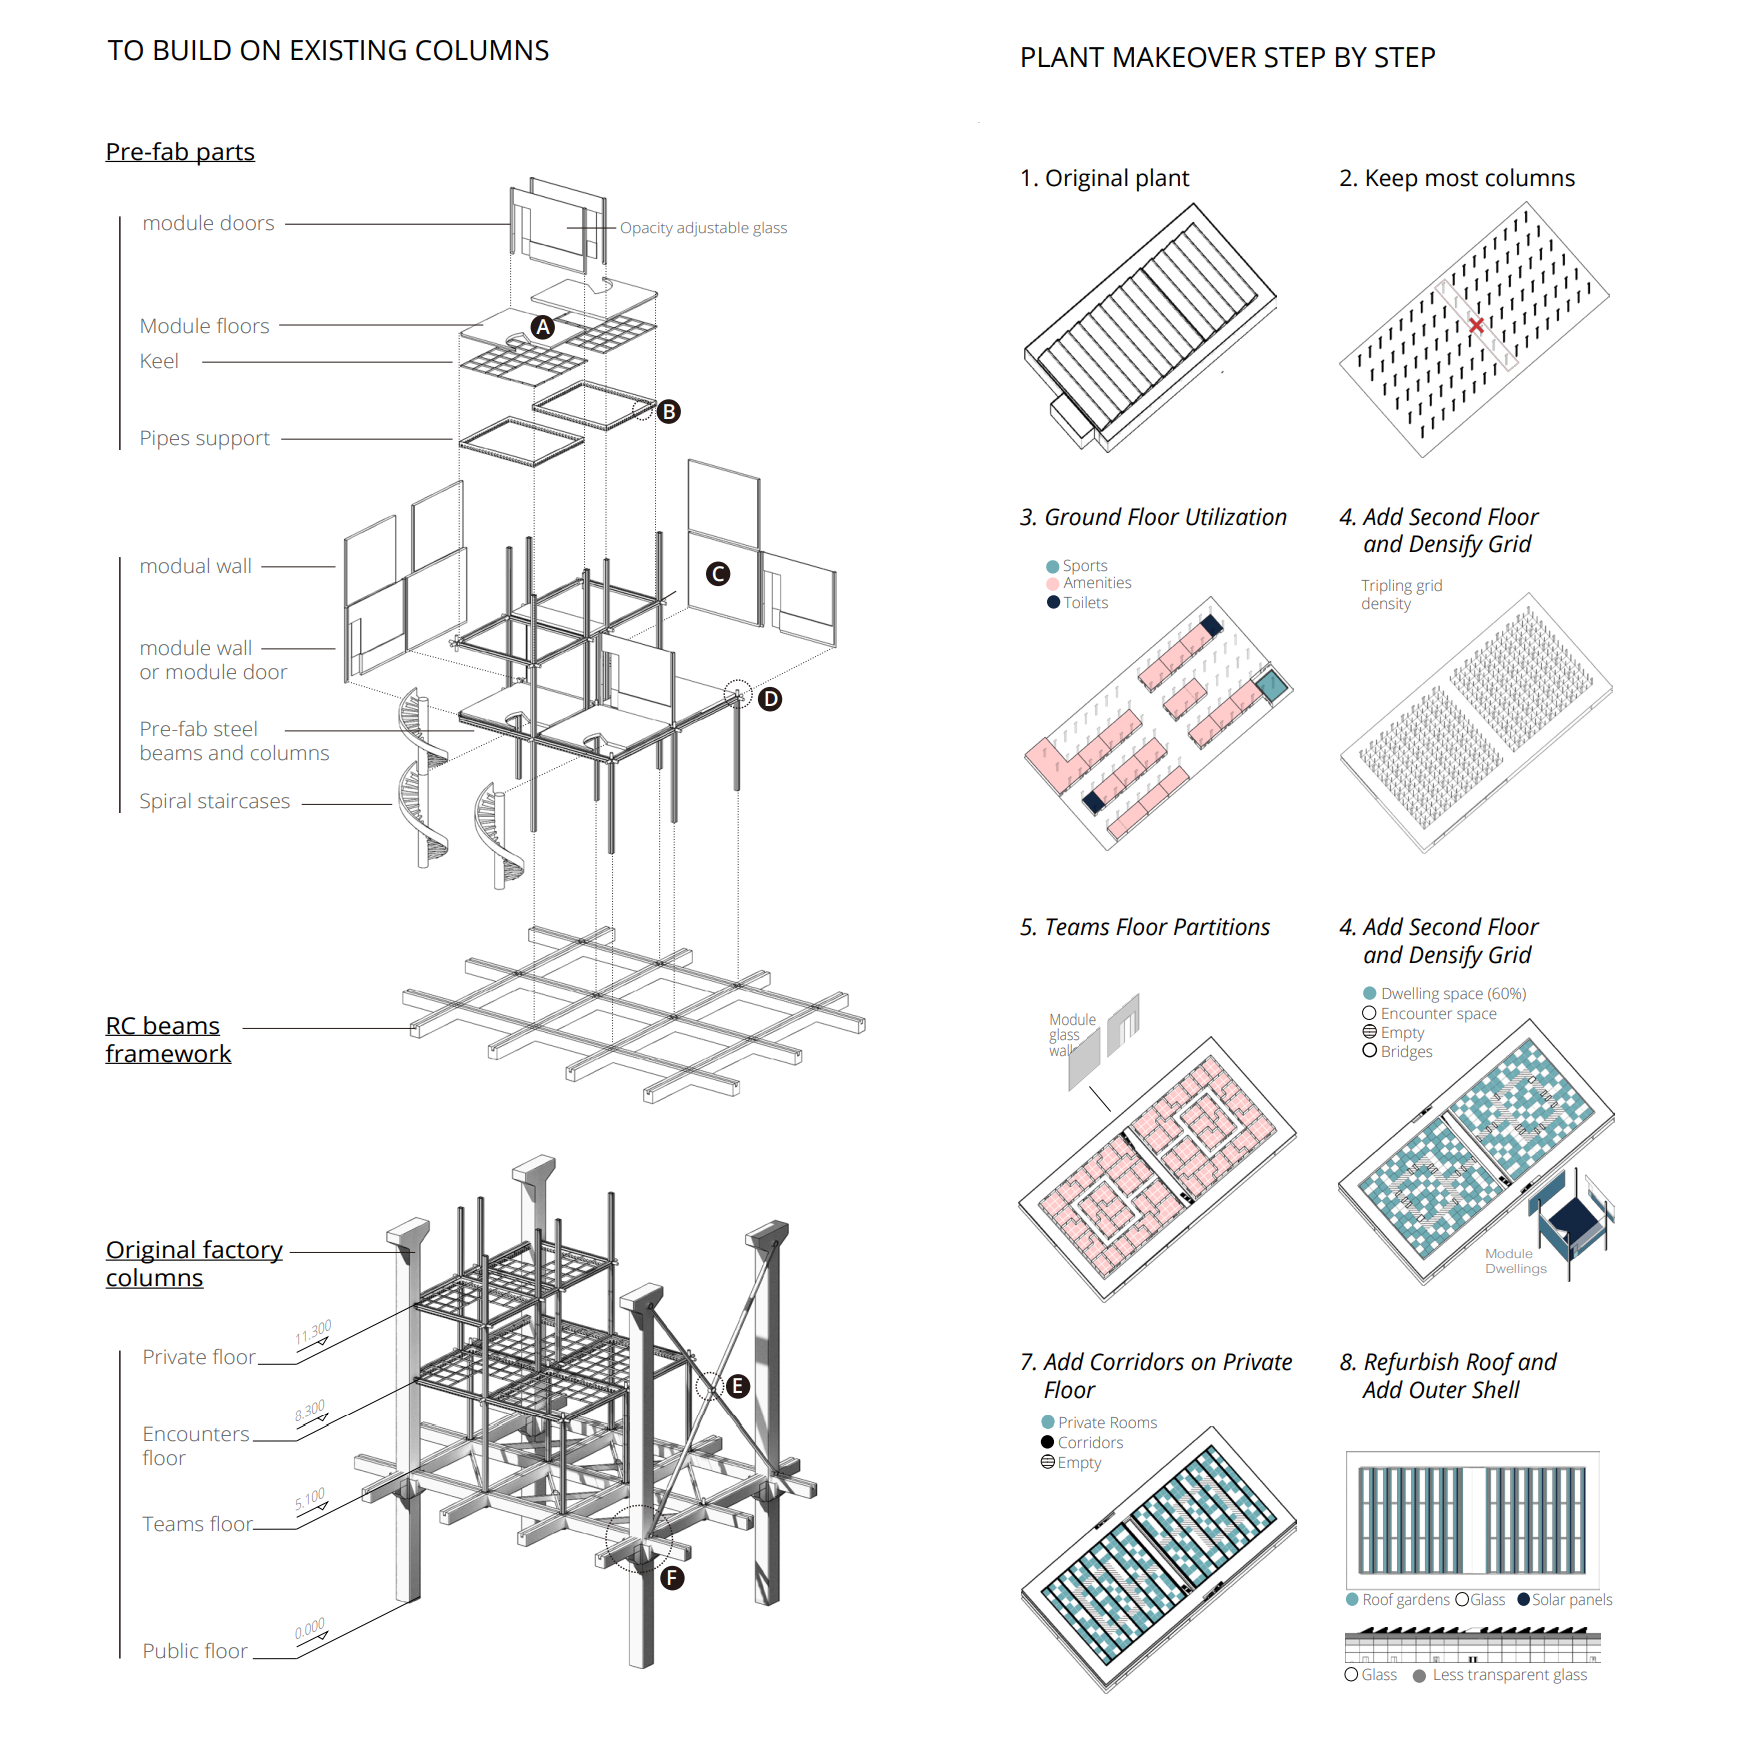 TO BUILD ON EXISTING COLUMNS
Pre-fab parts
module doors
Opacity adjustable glass
Module floors
A
Keel
B
Pipes support
modual wall
C
module wall
or module door
D
Pre-fab steel
beams and columns
Spiral staircases
RC beams
framework
Original factory
columns
11.300
Private floor
E
8.300
Encounters
floor
5.100
Teams floor
F
0.000
Public floor
PLANT MAKEOVER STEP BY STEP
1. Original plant
2. Keep most columns
3. Ground Floor Utilization
Sports
Amenities
Toilets
4. Add Second Floor
and Densify Grid
Tripling grid
density
5. Teams Floor Partitions
Module
glass
walls
4. Add Second Floor
and Densify Grid
Dwelling space (60%)
Encounter space
Empty
Bridges
Module
Dwellings
7. Add Corridors on Private
Floor
Private Rooms
Corridors
Empty
8. Refurbish Roof and
Add Outer Shell
Roof gardens
Glass
Solar panels
Glass
Less transparent glass